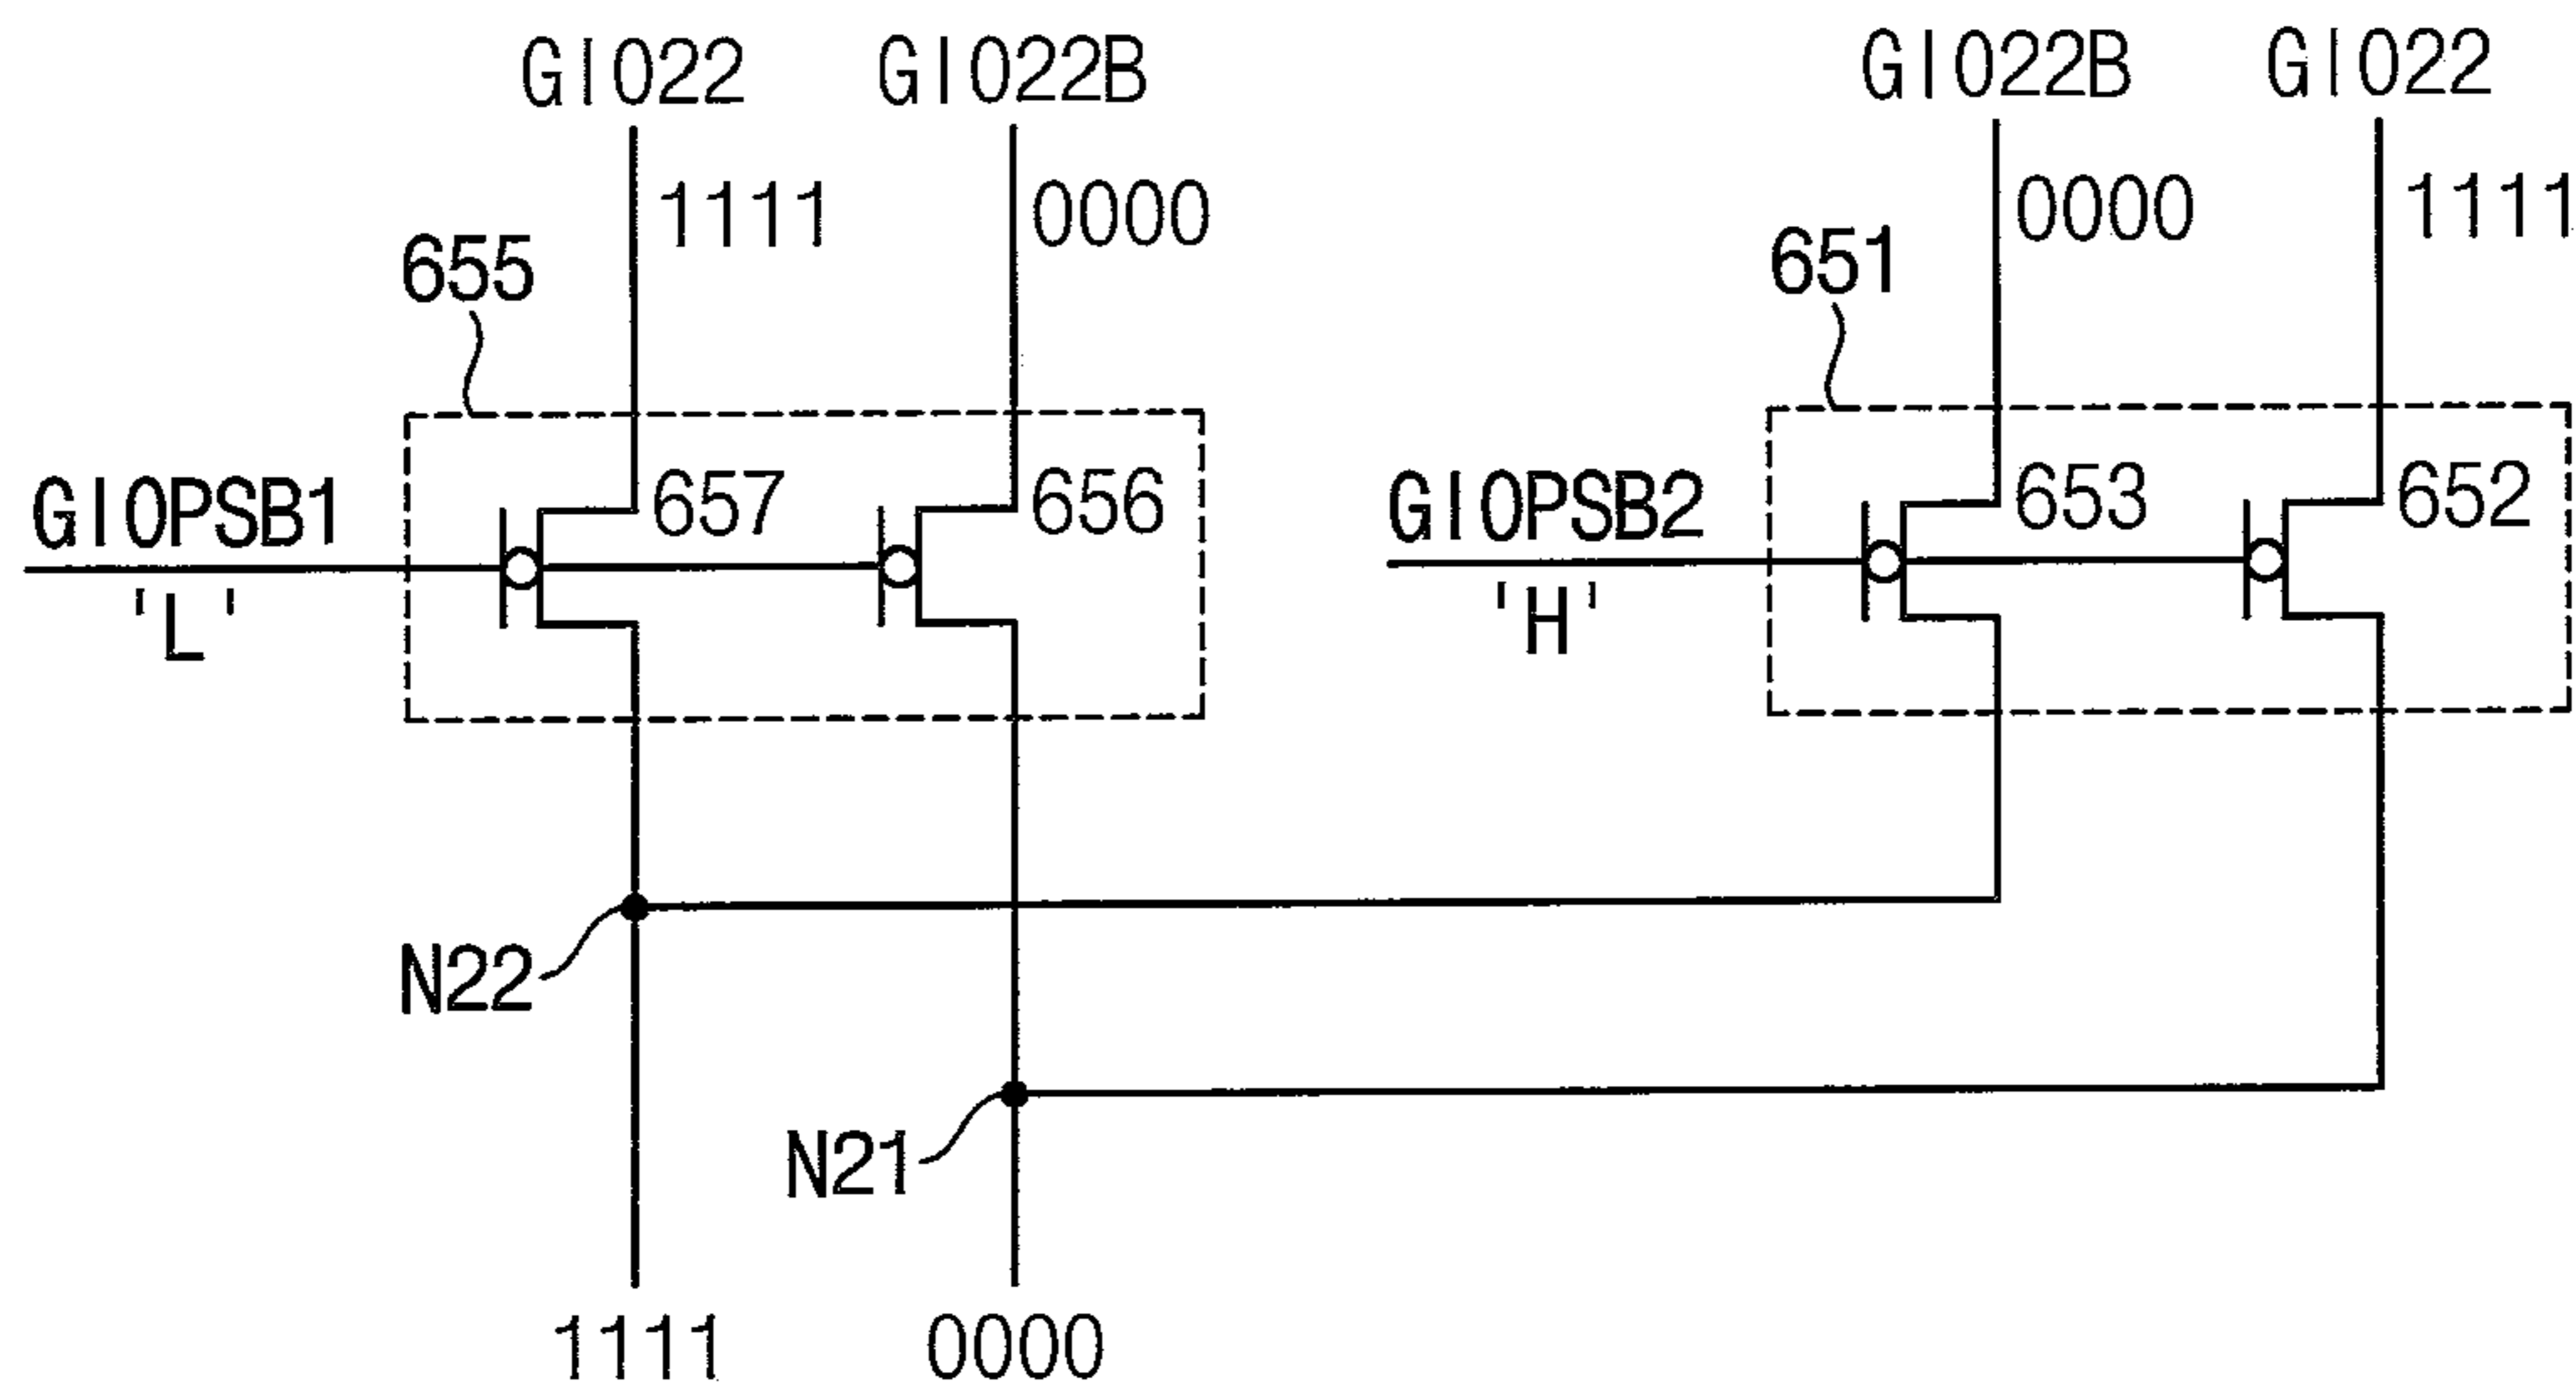 GIO22 GIO22B GIO22B GIO22
1111 0000 0000 1111
655 651
657 656 653 652
GIOPSB1 GIOPSB2
'L' 'H'
N22
N21
1111 0000